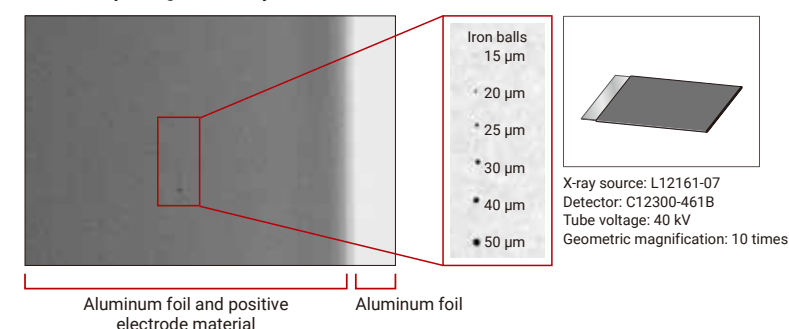 Iron balls
15 µm
20 µm
25 µm
30 µm
40 µm
50 µm
X-ray source: L12161-07
Detector: C12300-461B
Tube voltage: 40 kV
Geometric magnification: 10 times
Aluminum foil and positive
electrode material
Aluminum foil